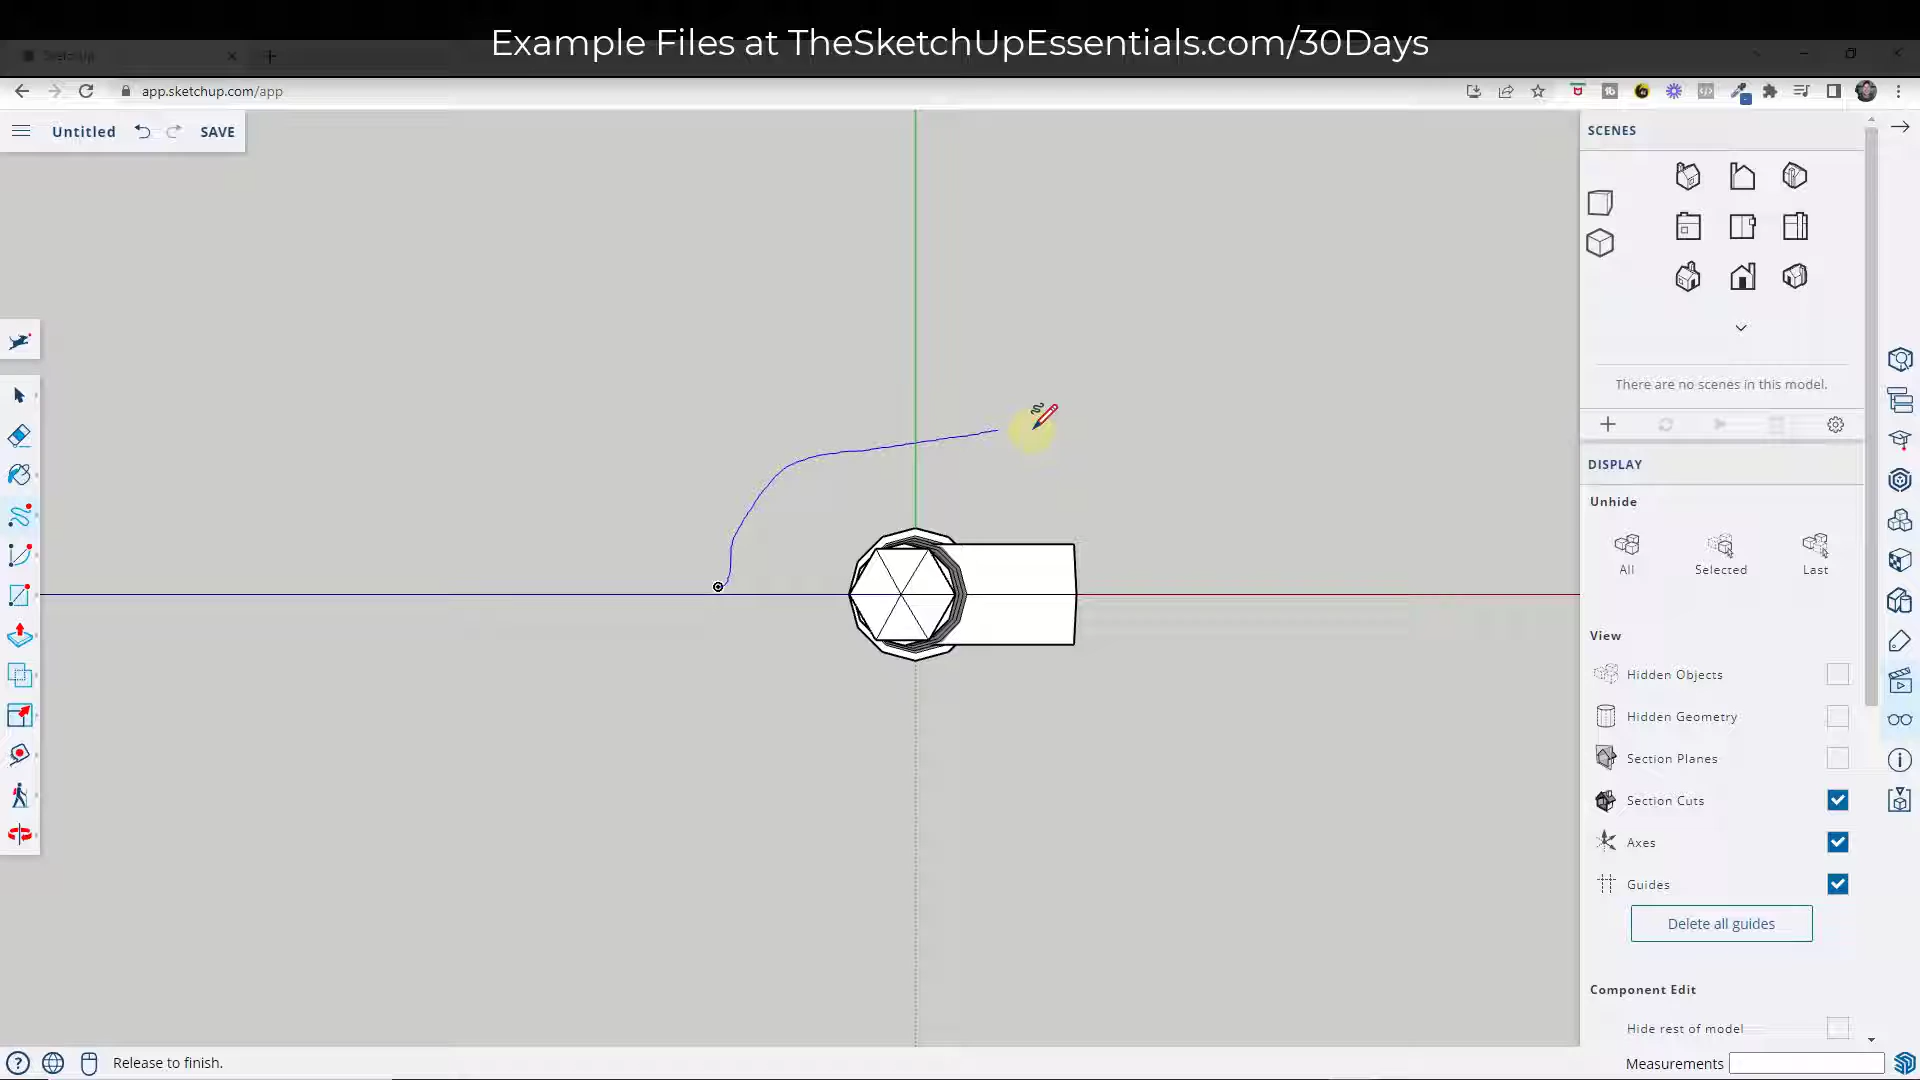 Example Files at TheSketchUpEssentials.com/30Days
SketchUp
app.sketchup.com/app
Untitled
SAVE
SCENES
There are no scenes in this model.
DISPLAY
Unhide
All
Selected
Last
View
Hidden Objects
Hidden Geometry
Section Planes
Section Cuts
Axes
Guides
Delete all guides
Component Edit
Hide rest of model
Release to finish.
Measurements